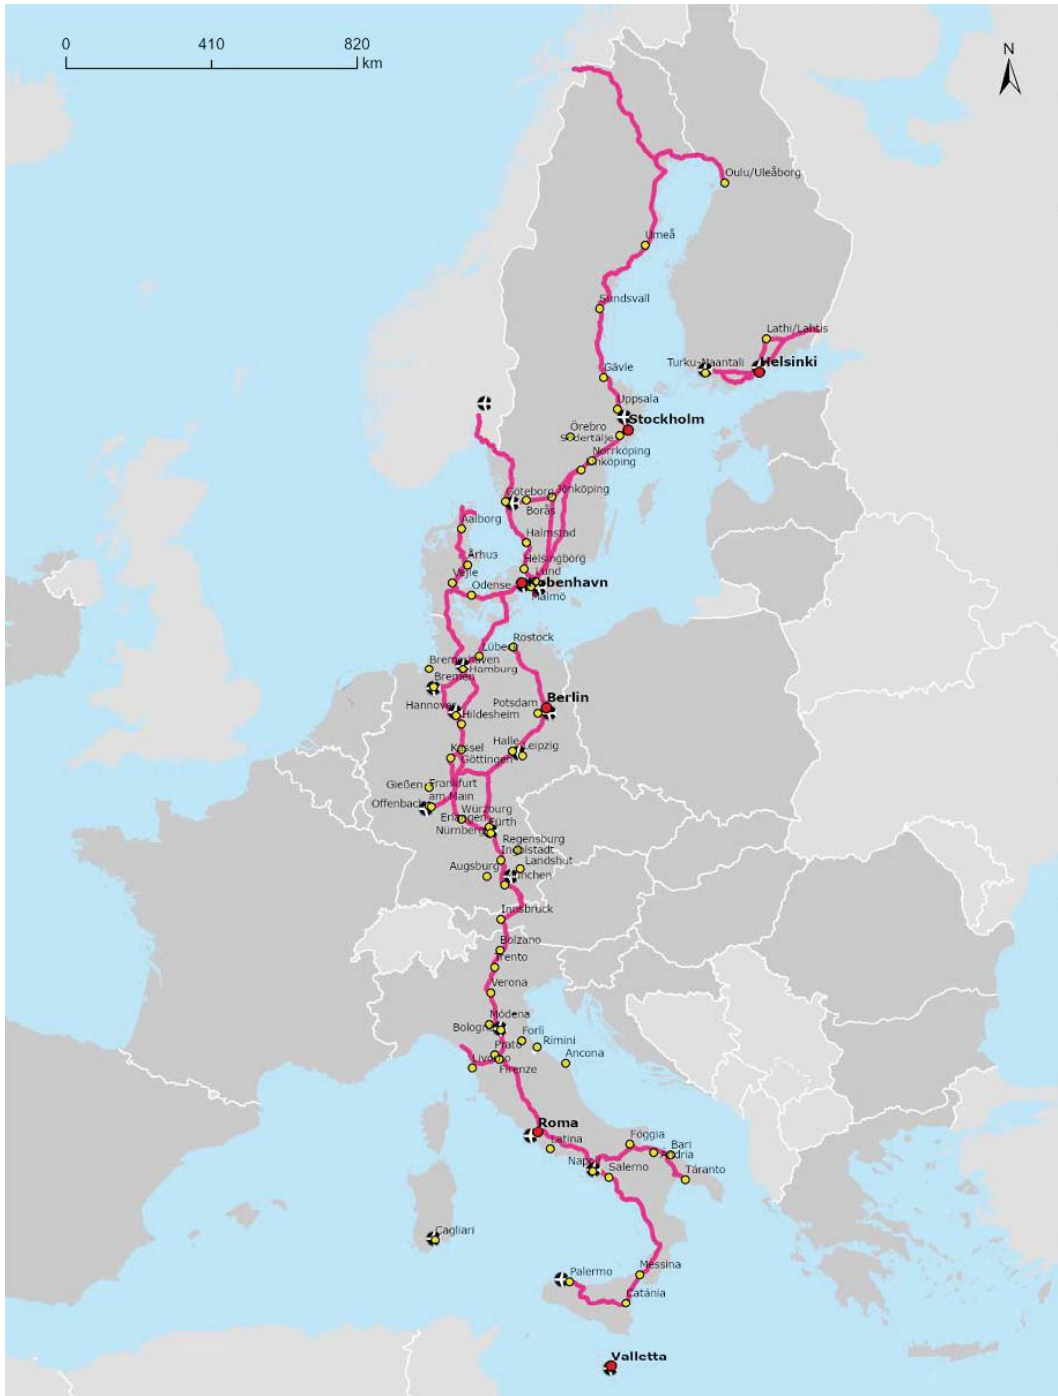 0 410 820
km
N
Oulu/Uleåborg
Umeå
Sundsvall
Lathi/Lahtis
Turku-Naantali
Helsinki
Gävle
Uppsala
Stockholm
Örebro
Södertälje
Norrköping
Linköping
Göteborg
Jönköping
Borås
Aalborg
Halmstad
Århus
Helsingborg
Vejle
Lund
Odense
København
Malmö
Rostock
Lübeck
Bremerhaven
Hamburg
Bremen
Berlin
Potsdam
Hannover
Hildesheim
Halle
Leipzig
Kassel
Göttingen
Gießen
Frankfurt
am Main
Offenbach
Würzburg
Erlangen
Fürth
Nürnberg
Regensburg
Ingolstadt
Landshut
Augsburg
München
Innsbruck
Bolzano
Trento
Verona
Módena
Bologna
Forlì
Rimini
Prato
Ancona
Livorno
Firenze
Roma
Latina
Fóggia
Bari
Andria
Napoli
Salerno
Táranto
Cagliari
Messina
Palermo
Catánia
Valletta